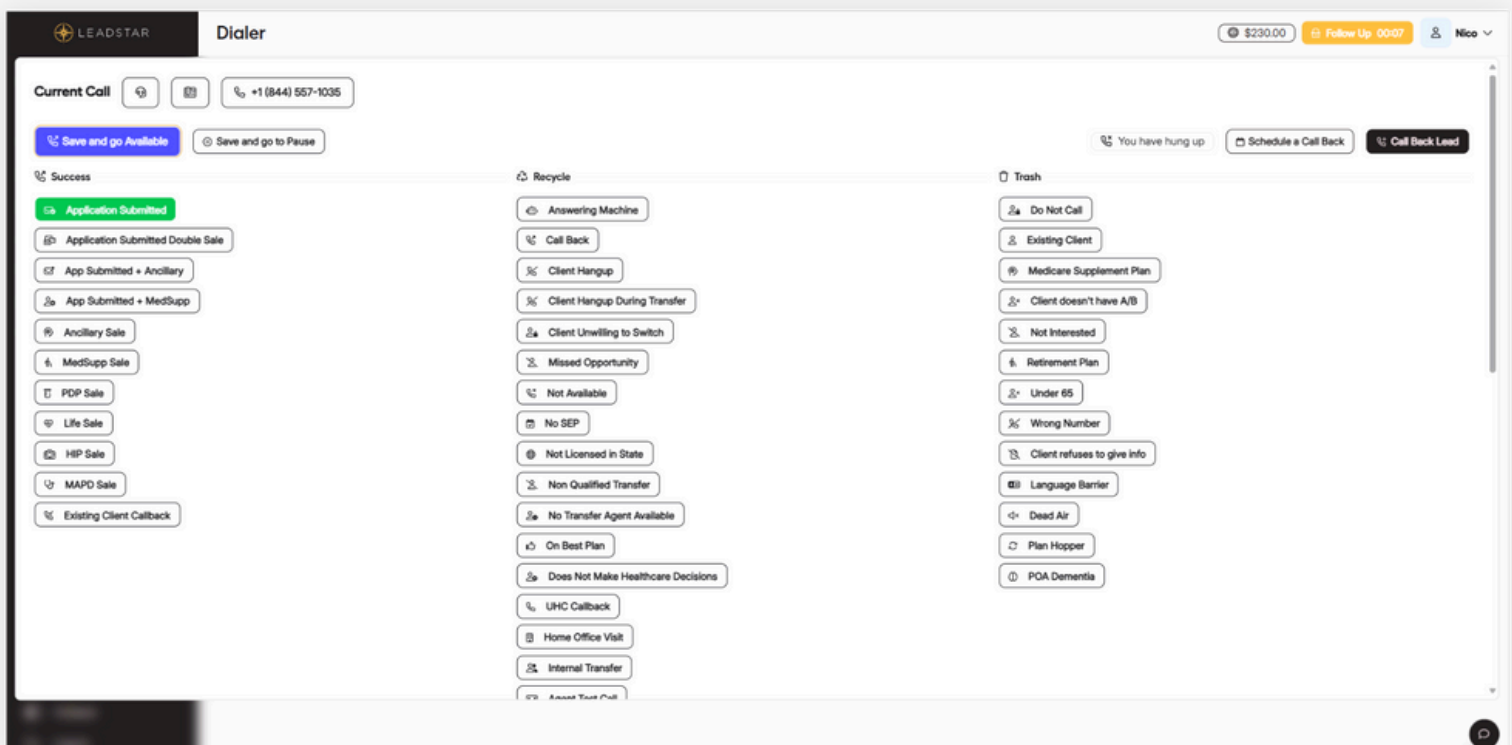 LEADSTAR
Dialer
$230.00
Follow Up 00:07
Nico
Current Call
+1 (844) 557-1035
Save and go Available
Save and go to Pause
You have hung up
Schedule a Call Back
Call Back Lead
Success
Application Submitted
Application Submitted Double Sale
App Submitted + Ancillary
App Submitted + MedSupp
Ancillary Sale
MedSupp Sale
PDP Sale
Life Sale
HIP Sale
MAPD Sale
Existing Client Callback
Recycle
Answering Machine
Call Back
Client Hangup
Client Hangup During Transfer
Client Unwilling to Switch
Missed Opportunity
Not Available
No SEP
Not Licensed in State
Non Qualified Transfer
No Transfer Agent Available
On Best Plan
Does Not Make Healthcare Decisions
UHC Callback
Home Office Visit
Internal Transfer
Agent Test Call
Trash
Do Not Call
Existing Client
Medicare Supplement Plan
Client doesn't have A/B
Not Interested
Retirement Plan
Under 65
Wrong Number
Client refuses to give info
Language Barrier
Dead Air
Plan Hopper
POA Dementia